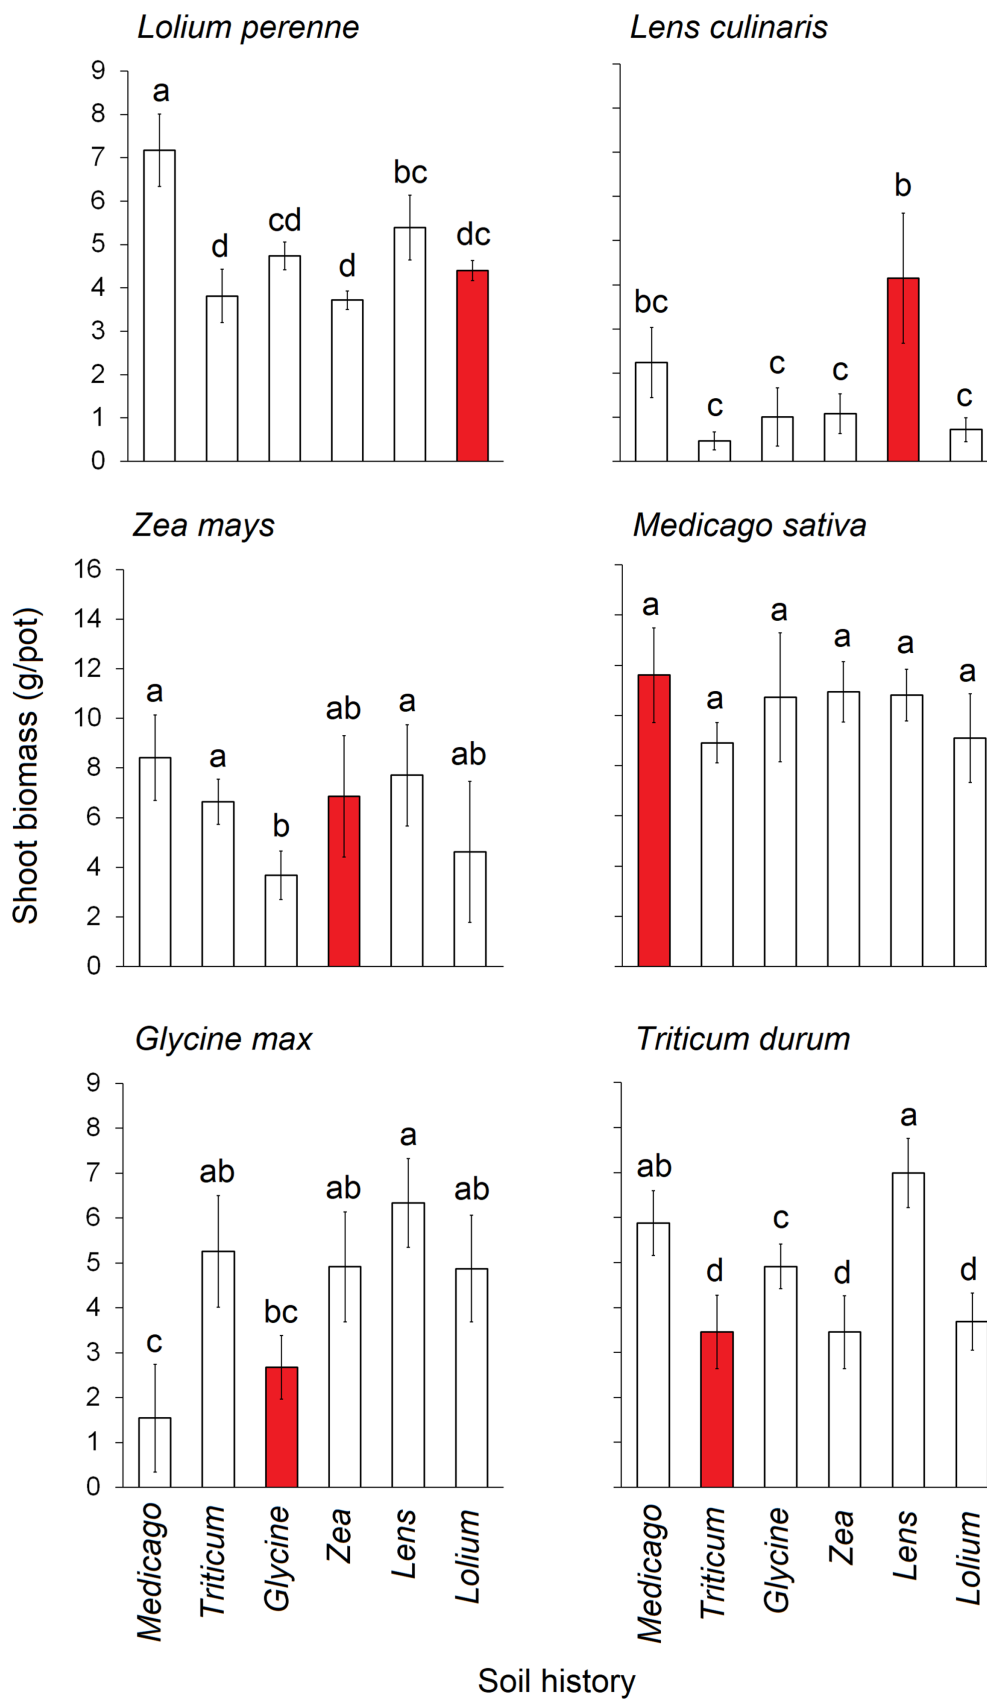 Lolium perenne
Lens culinaris
9
8
7
6
5
4
3
2
1
0
a
d
cd
d
bc
dc
bc
c
c
c
b
c
Zea mays
Medicago sativa
16
14
12
10
8
6
4
2
0
a
a
b
ab
a
ab
a
a
a
a
a
a
Shoot biomass (g/pot)
Glycine max
Triticum durum
9
8
7
6
5
4
3
2
1
0
c
ab
bc
ab
a
ab
ab
d
c
d
a
d
Medicago
Triticum
Glycine
Zea
Lens
Lolium
Medicago
Triticum
Glycine
Zea
Lens
Lolium
Soil history